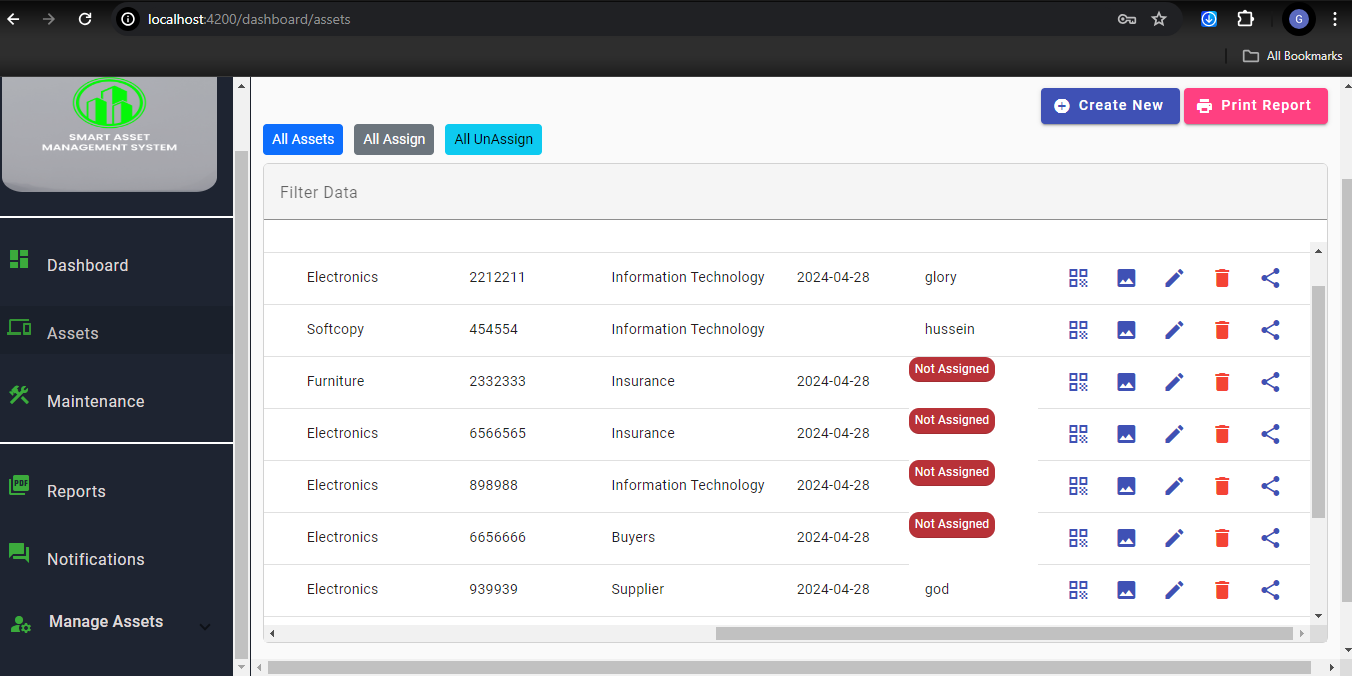 localhost:4200/dashboard/assets
G
All Bookmarks
SMART ASSET
MANAGEMENT SYSTEM
Dashboard
Assets
Maintenance
PDF
Reports
Notifications
Manage Assets
Create New
Print Report
All Assets
All Assign
All UnAssign
Filter Data
Electronics 2212211 Information Technology 2024-04-28 glory
Softcopy 454554 Information Technology hussein
Furniture 2332333 Insurance 2024-04-28 Not Assigned
Electronics 6566565 Insurance 2024-04-28 Not Assigned
Electronics 898988 Information Technology 2024-04-28 Not Assigned
Electronics 6656666 Buyers 2024-04-28 Not Assigned
Electronics 939939 Supplier 2024-04-28 god